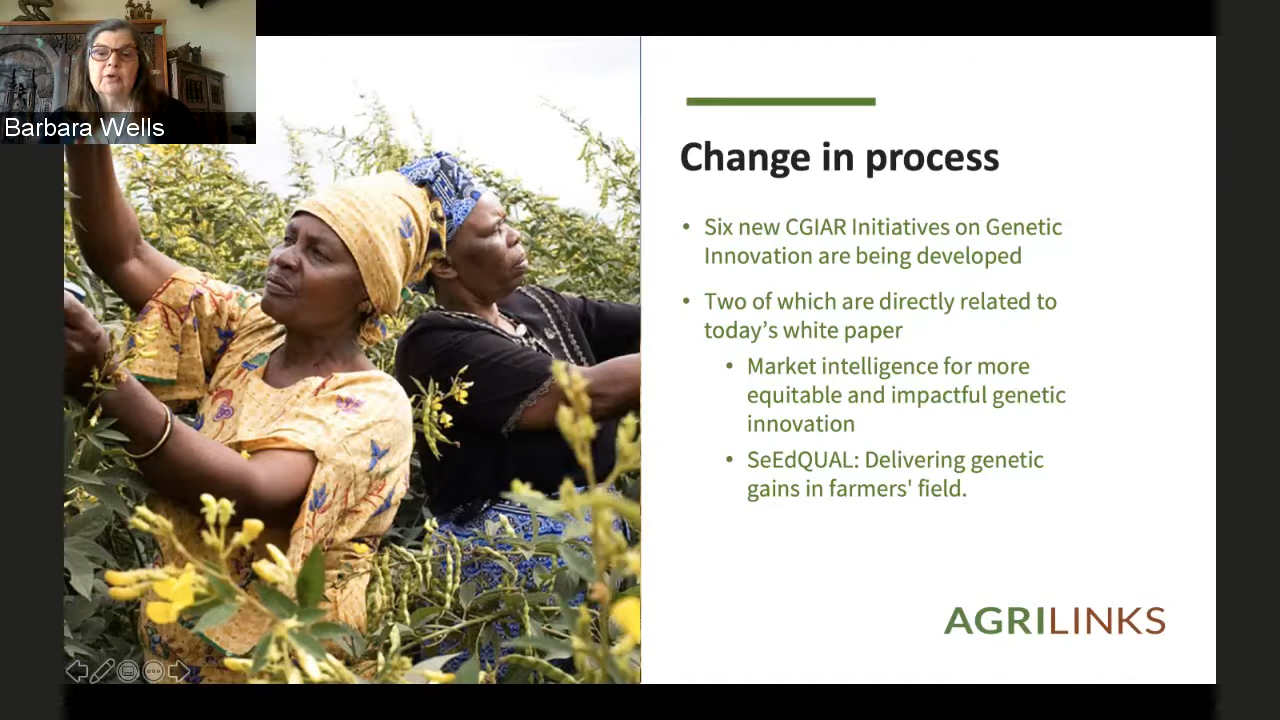 Barbara Wells
Change in process
• Six new CGIAR Initiatives on Genetic
Innovation are being developed
• Two of which are directly related to
today’s white paper
• Market intelligence for more
equitable and impactful genetic
innovation
• SeEdQUAL: Delivering genetic
gains in farmers' field.
AGRILINKS